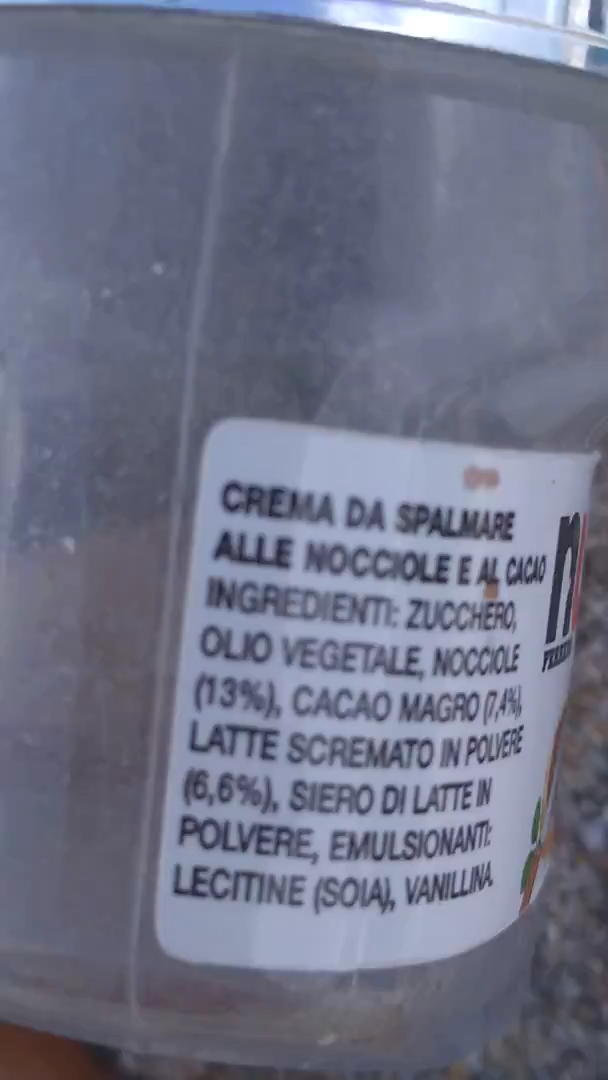 CREMA DA SPALMARE
ALLE NOCCIOLE E AL CACAO
INGREDIENTI: ZUCCHERO,
OLIO VEGETALE, NOCCIOLE
(13%), CACAO MAGRO (7,4%),
LATTE SCREMATO IN POLVERE
(6,6%), SIERO DI LATTE IN
POLVERE, EMULSIONANTI:
LECITINE (SOIA), VANILLINA.
n